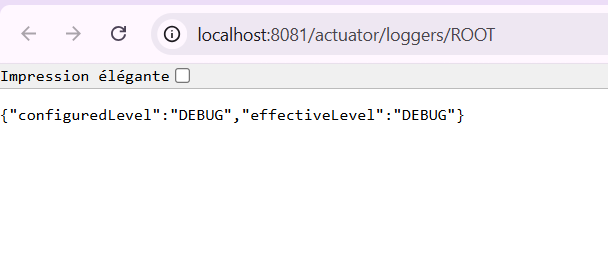 localhost:8081/actuator/loggers/ROOT
Impression élégante
{"configuredLevel":"DEBUG","effectiveLevel":"DEBUG"}